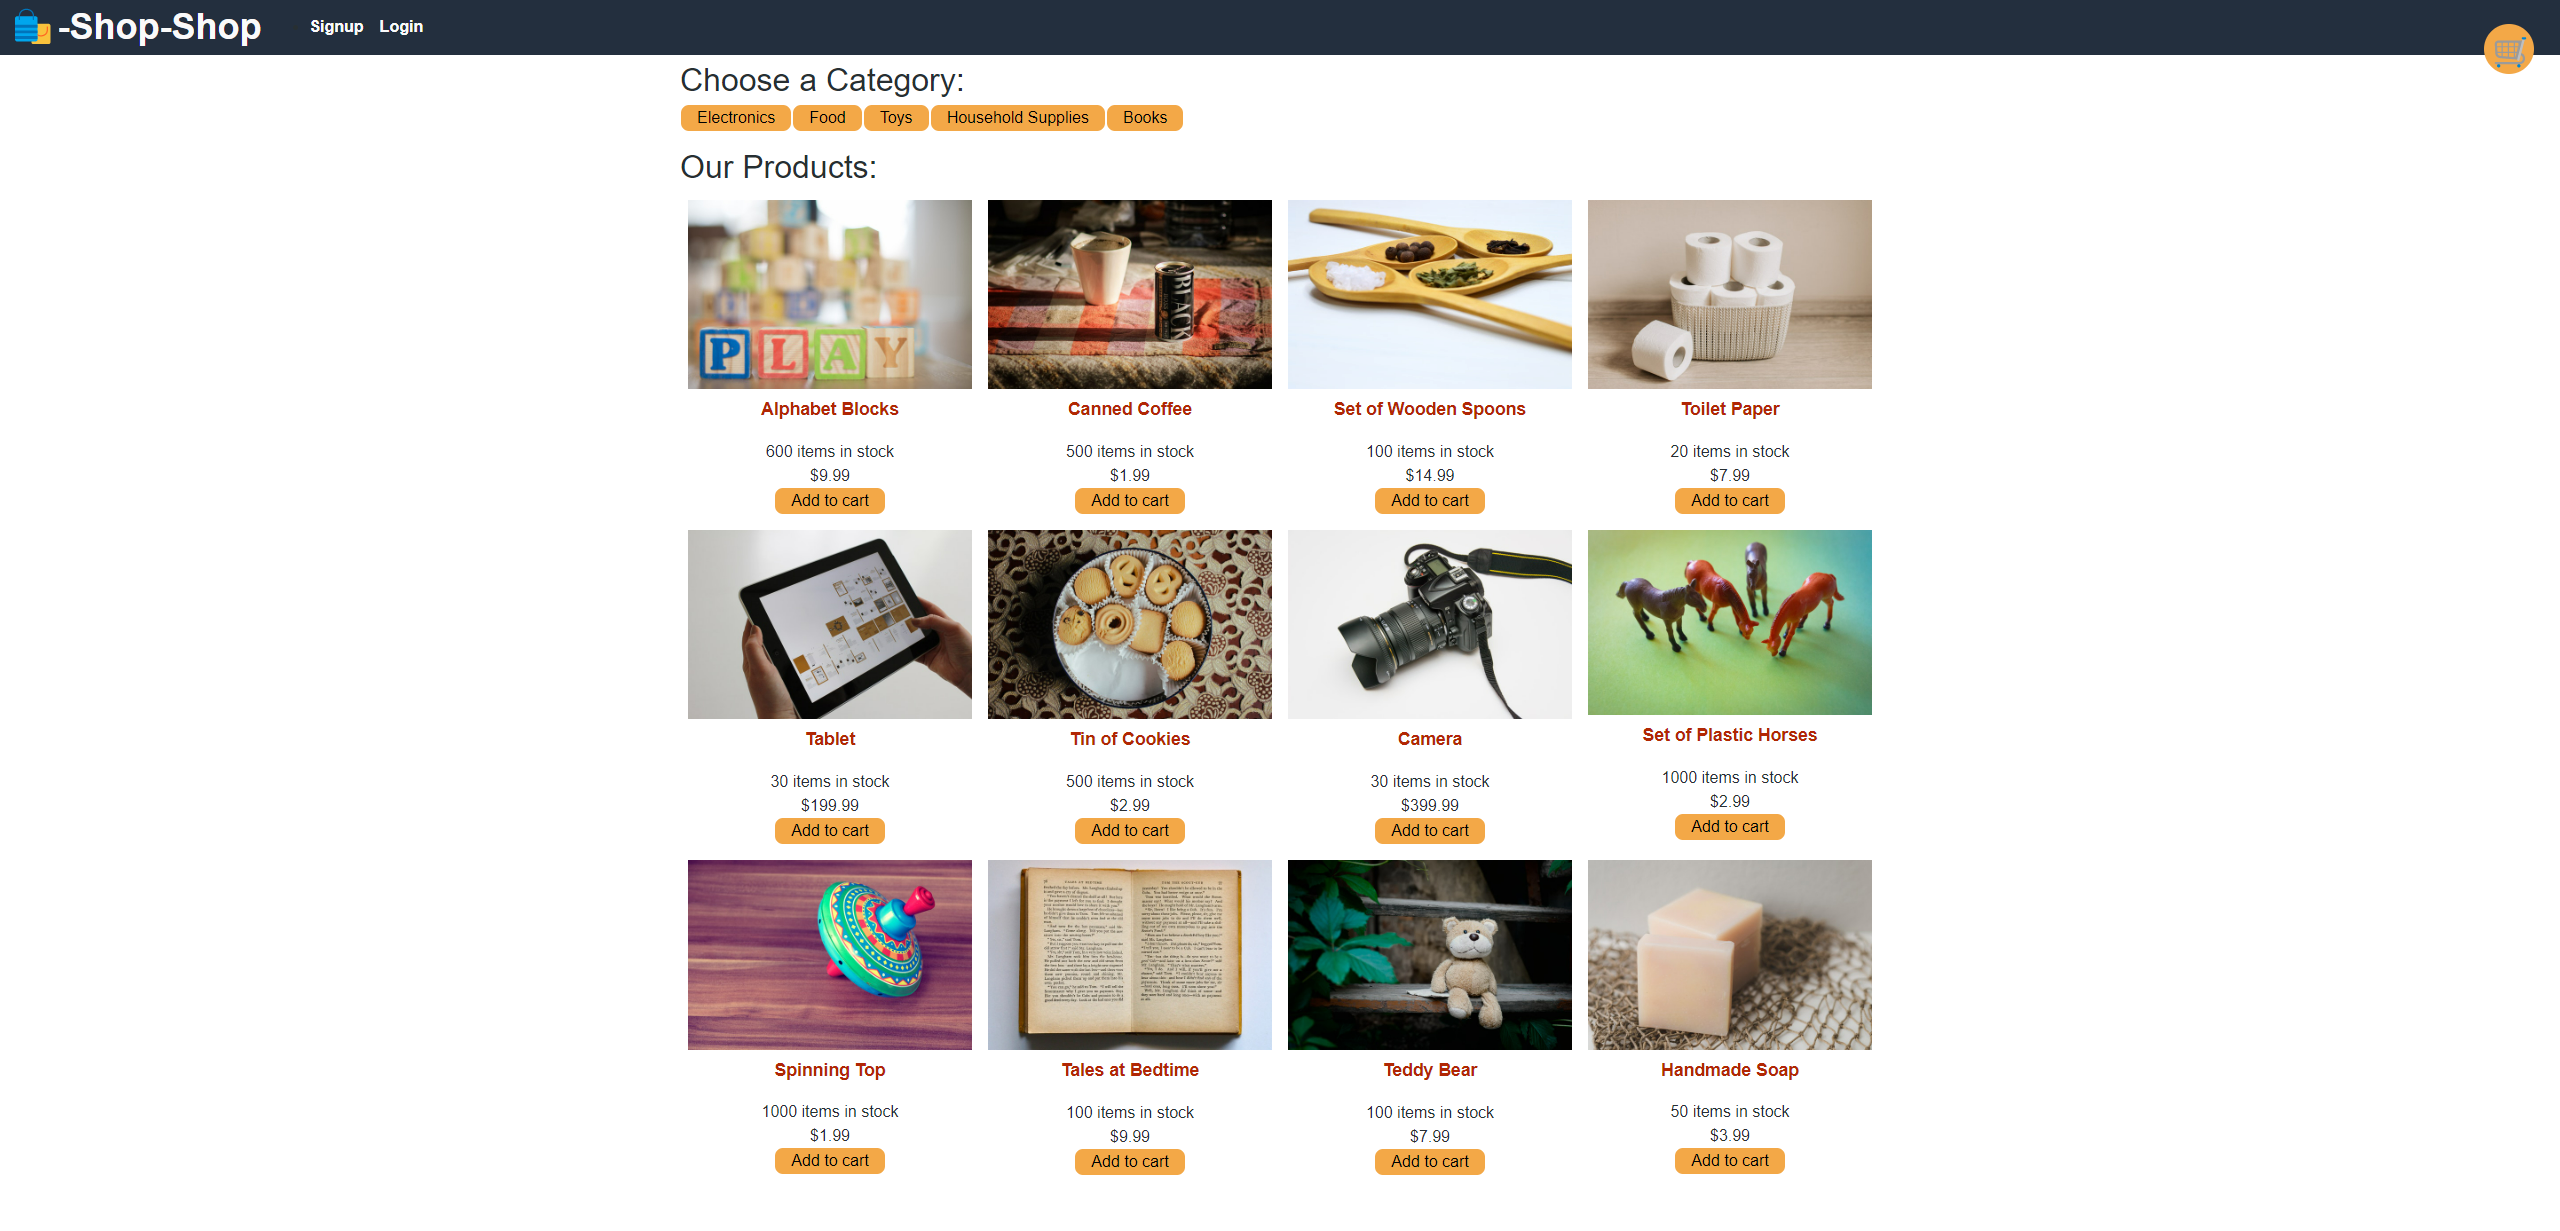 -Shop-Shop
Signup Login
Choose a Category:
Electronics Food Toys Household Supplies Books
Our Products:
PLAY
BLACK
Alphabet Blocks Canned Coffee Set of Wooden Spoons Toilet Paper
600 items in stock 500 items in stock 100 items in stock 20 items in stock
$9.99 $1.99 $14.99 $7.99
Add to cart Add to cart Add to cart Add to cart
Tablet Tin of Cookies Camera Set of Plastic Horses
30 items in stock 500 items in stock 30 items in stock 1000 items in stock
$199.99 $2.99 $399.99 $2.99
Add to cart Add to cart Add to cart Add to cart
Spinning Top Tales at Bedtime Teddy Bear Handmade Soap
1000 items in stock 100 items in stock 100 items in stock 50 items in stock
$1.99 $9.99 $7.99 $3.99
Add to cart Add to cart Add to cart Add to cart